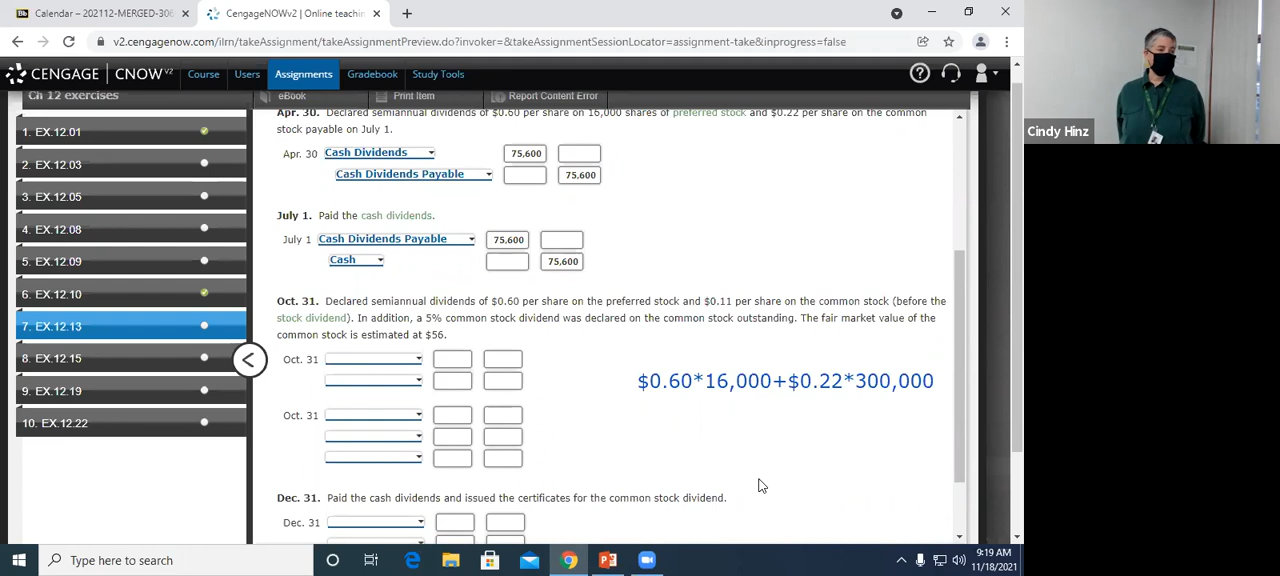 Calendar – 202112-MERGED-306
CengageNOWv2 | Online teachin
v2.cengagenow.com/ilrn/takeAssignment/takeAssignmentPreview.do?invoker=&takeAssignmentSessionLocator=assignment-take&inprogress=false
CENGAGE | CNOWv2 Course Users Assignments Gradebook Study Tools
Ch 12 exercises
eBook Print Item Report Content Error
1. EX.12.01
2. EX.12.03
3. EX.12.05
4. EX.12.08
5. EX.12.09
6. EX.12.10
7. EX.12.13
8. EX.12.15
9. EX.12.19
10. EX.12.22
Apr. 30. Declared semiannual dividends of $0.60 per share on 16,000 shares of preferred stock and $0.22 per share on the common
stock payable on July 1.
Apr. 30 Cash Dividends 75,600
Cash Dividends Payable 75,600
July 1. Paid the cash dividends.
July 1 Cash Dividends Payable 75,600
Cash 75,600
Oct. 31. Declared semiannual dividends of $0.60 per share on the preferred stock and $0.11 per share on the common stock (before the
stock dividend). In addition, a 5% common stock dividend was declared on the common stock outstanding. The fair market value of the
common stock is estimated at $56.
Oct. 31
$0.60*16,000+$0.22*300,000
Oct. 31
Dec. 31. Paid the cash dividends and issued the certificates for the common stock dividend.
Dec. 31
Cindy Hinz
Type here to search
9:19 AM
11/18/2021